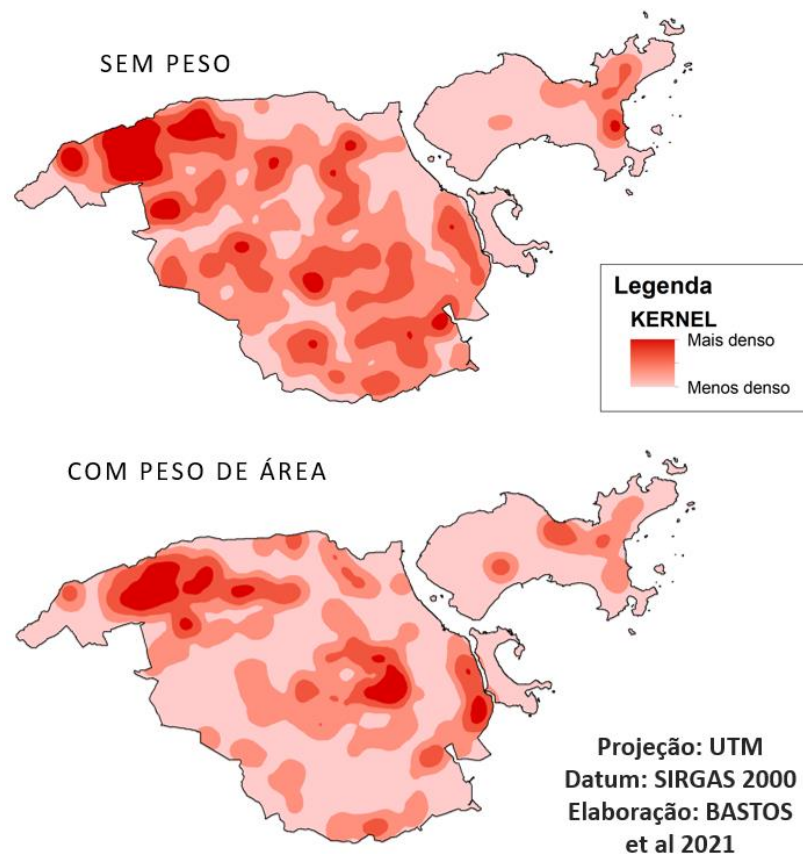 SEM PESO
Legenda
KERNEL
Mais denso
Menos denso
COM PESO DE ÁREA
Projeção: UTM
Datum: SIRGAS 2000
Elaboração: BASTOS
et al 2021